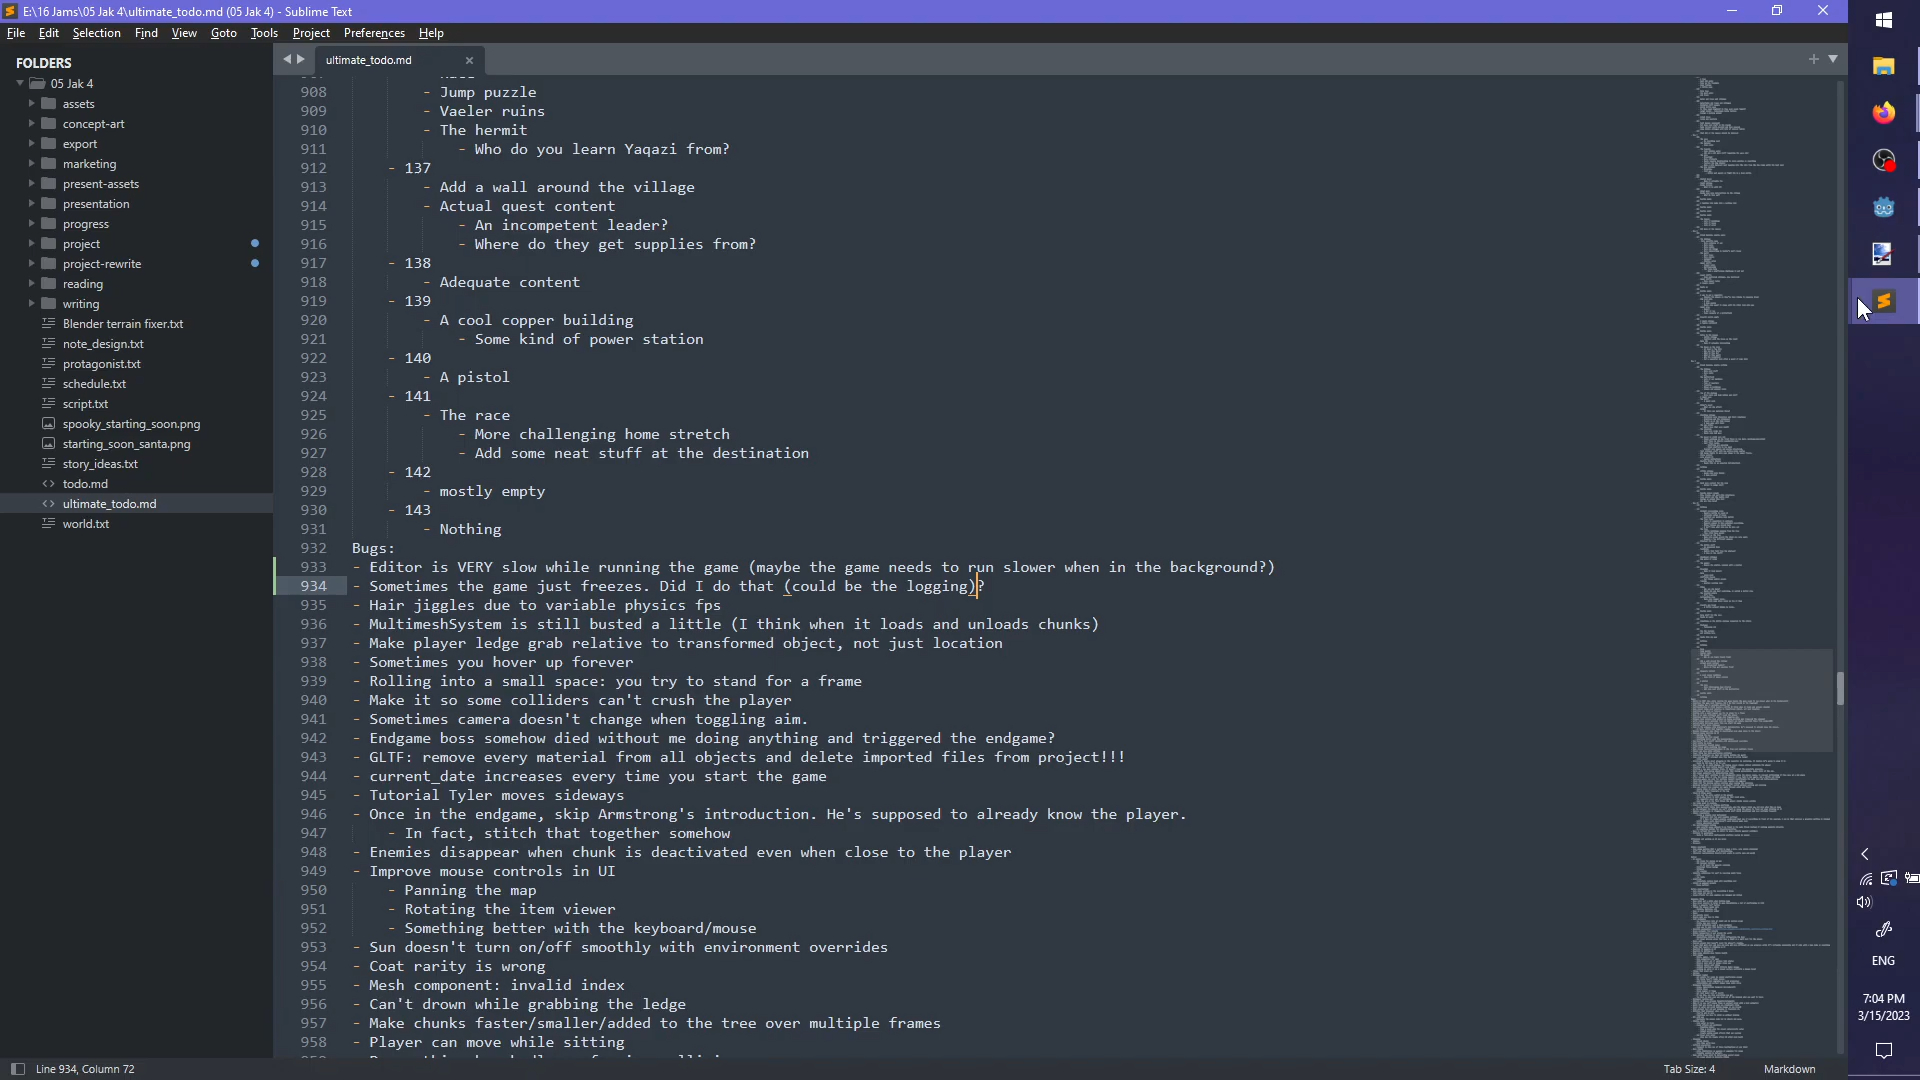 E:\16 Jams\05 Jak 4\ultimate_todo.md (05 Jak 4) - Sublime Text
File Edit Selection Find View Goto Tools Project Preferences Help
FOLDERS
05 Jak 4
assets
concept-art
export
marketing
present-assets
presentation
progress
project
project-rewrite
reading
writing
Blender terrain fixer.txt
note_design.txt
protagonist.txt
schedule.txt
script.txt
spooky_starting_soon.png
starting_soon_santa.png
story_ideas.txt
todo.md
ultimate_todo.md
world.txt
ultimate_todo.md
908 - Jump puzzle
909 - Vaeler ruins
910 - The hermit
911 - Who do you learn Yaqazi from?
912 - 137
913 - Add a wall around the village
914 - Actual quest content
915 - An incompetent leader?
916 - Where do they get supplies from?
917 - 138
918 - Adequate content
919 - 139
920 - A cool copper building
921 - Some kind of power station
922 - 140
923 - A pistol
924 - 141
925 - The race
926 - More challenging home stretch
927 - Add some neat stuff at the destination
928 - 142
929 - mostly empty
930 - 143
931 - Nothing
932 Bugs:
933 - Editor is VERY slow while running the game (maybe the game needs to run slower when in the background?)
934 - Sometimes the game just freezes. Did I do that (could be the logging)?
935 - Hair jiggles due to variable physics fps
936 - MultimeshSystem is still busted a little (I think when it loads and unloads chunks)
937 - Make player ledge grab relative to transformed object, not just location
938 - Sometimes you hover up forever
939 - Rolling into a small space: you try to stand for a frame
940 - Make it so some colliders can't crush the player
941 - Sometimes camera doesn't change when toggling aim.
942 - Endgame boss somehow died without me doing anything and triggered the endgame?
943 - GLTF: remove every material from all objects and delete imported files from project!!!
944 - current_date increases every time you start the game
945 - Tutorial Tyler moves sideways
946 - Once in the endgame, skip Armstrong's introduction. He's supposed to already know the player.
947 - In fact, stitch that together somehow
948 - Enemies disappear when chunk is deactivated even when close to the player
949 - Improve mouse controls in UI
950 - Panning the map
951 - Rotating the item viewer
952 - Something better with the keyboard/mouse
953 - Sun doesn't turn on/off smoothly with environment overrides
954 - Coat rarity is wrong
955 - Mesh component: invalid index
956 - Can't drown while grabbing the ledge
957 - Make chunks faster/smaller/added to the tree over multiple frames
958 - Player can move while sitting
Line 934, Column 72
Tab Size: 4
Markdown
ENG
7:04 PM
3/15/2023